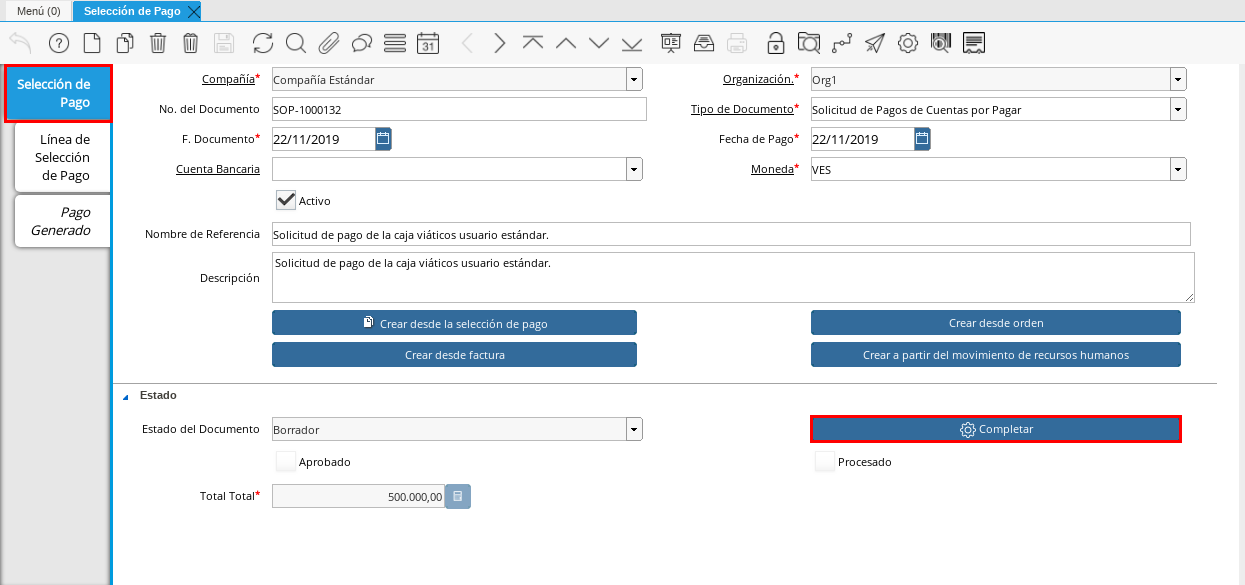 Menú (0)
Selección de Pago
31
Selección de
Pago
Línea de
Selección
de Pago
Pago
Generado
Compañía* Compañía Estándar
Organización.* Org1
No. del Documento SOP-1000132
Tipo de Documento* Solicitud de Pagos de Cuentas por Pagar
F. Documento* 22/11/2019
Fecha de Pago* 22/11/2019
Cuenta Bancaria
Moneda* VES
Activo
Nombre de Referencia Solicitud de pago de la caja viáticos usuario estándar.
Descripción Solicitud de pago de la caja viáticos usuario estándar.
Crear desde la selección de pago
Crear desde orden
Crear desde factura
Crear a partir del movimiento de recursos humanos
Estado
Estado del Documento Borrador
Completar
Aprobado
Procesado
Total Total* 500.000,00